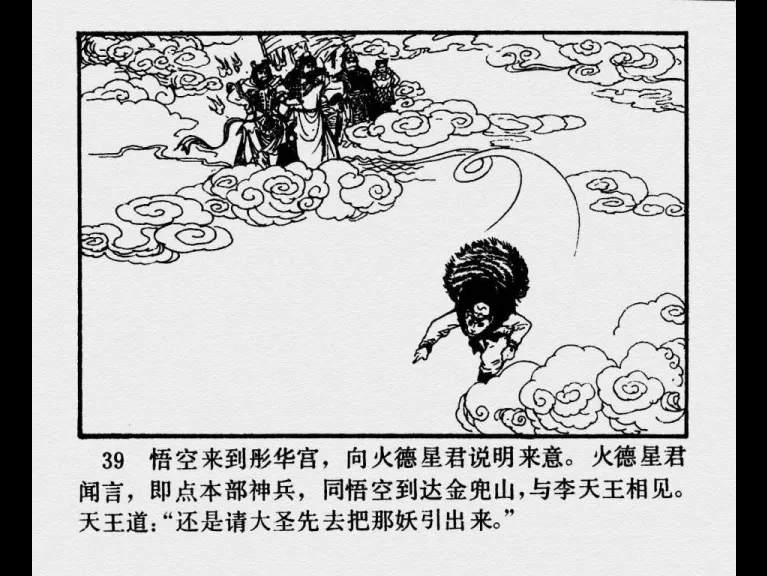 39 悟空来到彤华宫，向火德星君说明来意。火德星君
闻言，即点本部神兵，同悟空到达金兜山，与李天王相见。
天王道：“还是请大圣先去把那妖引出来。”